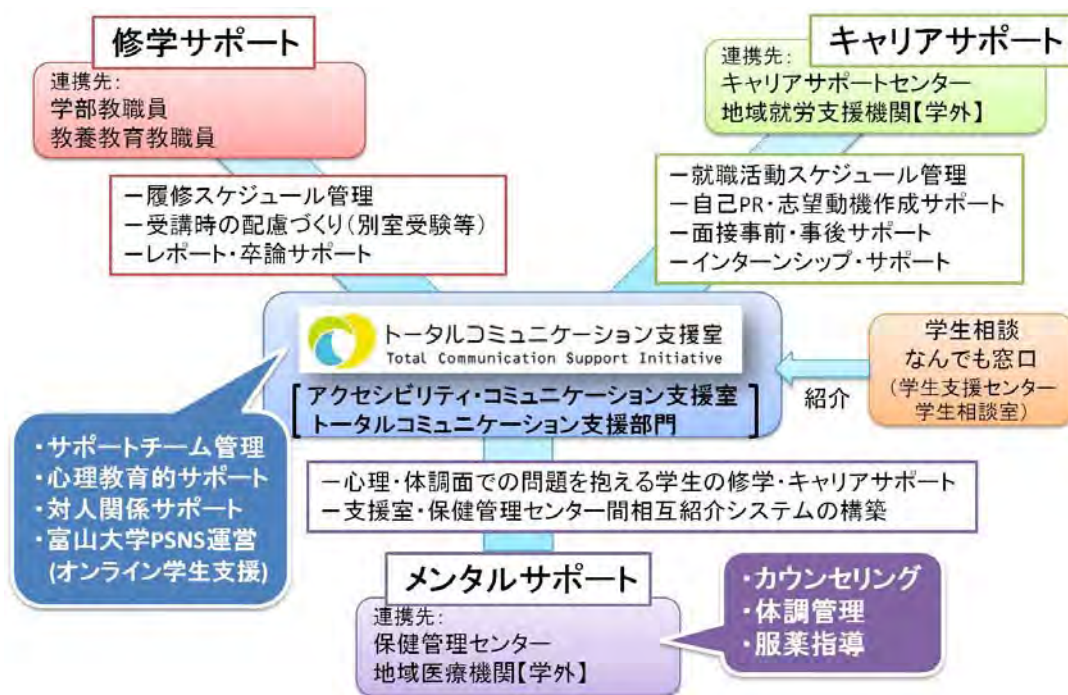 修学サポート
連携先:
学部教職員
教養教育教職員
キャリアサポート
連携先:
キャリアサポートセンター
地域就労支援機関【学外】
ー履修スケジュール管理
ー受講時の配慮づくり(別室受験等)
ーレポート・卒論サポート
ー就職活動スケジュール管理
ー自己PR・志望動機作成サポート
ー面接事前・事後サポート
ーインターンシップ・サポート
トータルコミュニケーション支援室
Total Communication Support Initiative
[アクセシビリティ・コミュニケーション支援室
トータルコミュニケーション支援部門]
学生相談
なんでも窓口
(学生支援センター
学生相談室)
紹介
・サポートチーム管理
・心理教育的サポート
・対人関係サポート
・富山大学PSNS運営
(オンライン学生支援)
ー心理・体調面での問題を抱える学生の修学・キャリアサポート
ー支援室・保健管理センター間相互紹介システムの構築
メンタルサポート
連携先:
保健管理センター
地域医療機関【学外】
・カウンセリング
・体調管理
・服薬指導